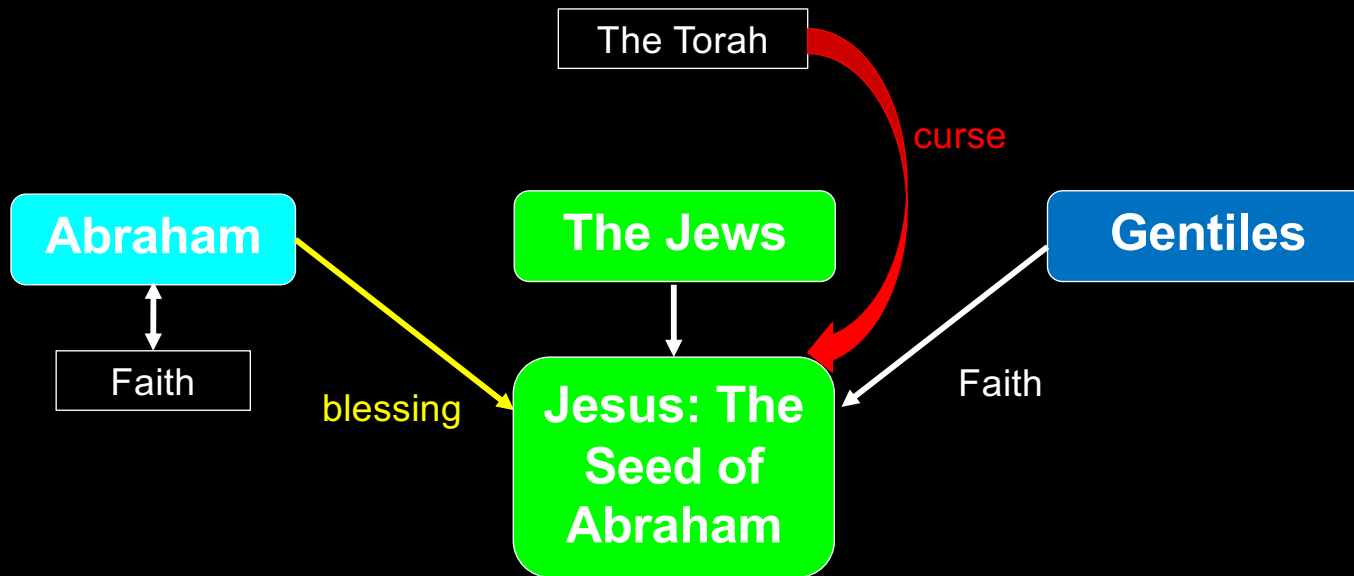 The Torah
curse
Abraham
The Jews
Gentiles
Faith
blessing
Jesus: The
Seed of
Abraham
Faith